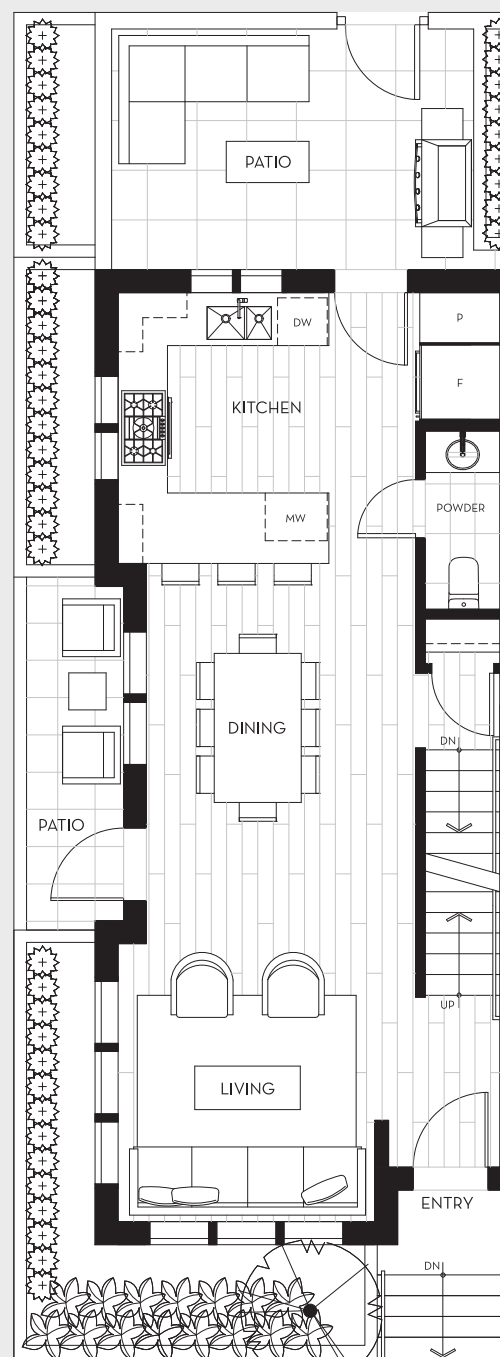 PATIO
DW
P
F
KITCHEN
POWDER
MW
DINING
DN
PATIO
UP
LIVING
ENTRY
DN